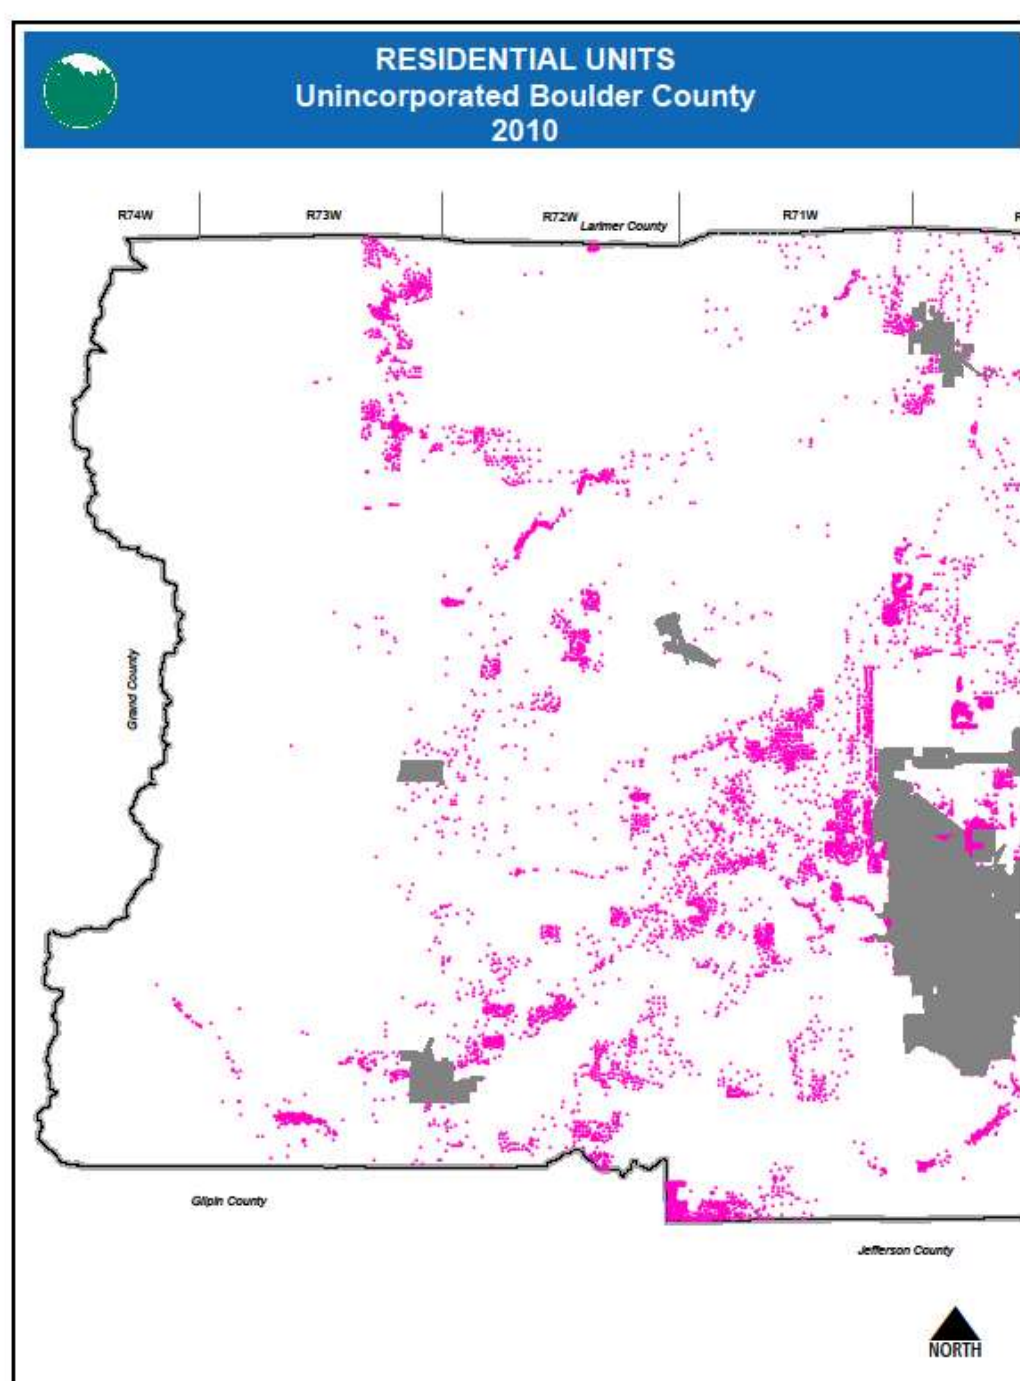 RESIDENTIAL UNITS
Unincorporated Boulder County
2010
R74W
R73W
R72W
R71W
R
Larimer County
Grand County
Gilpin County
Jefferson County
NORTH